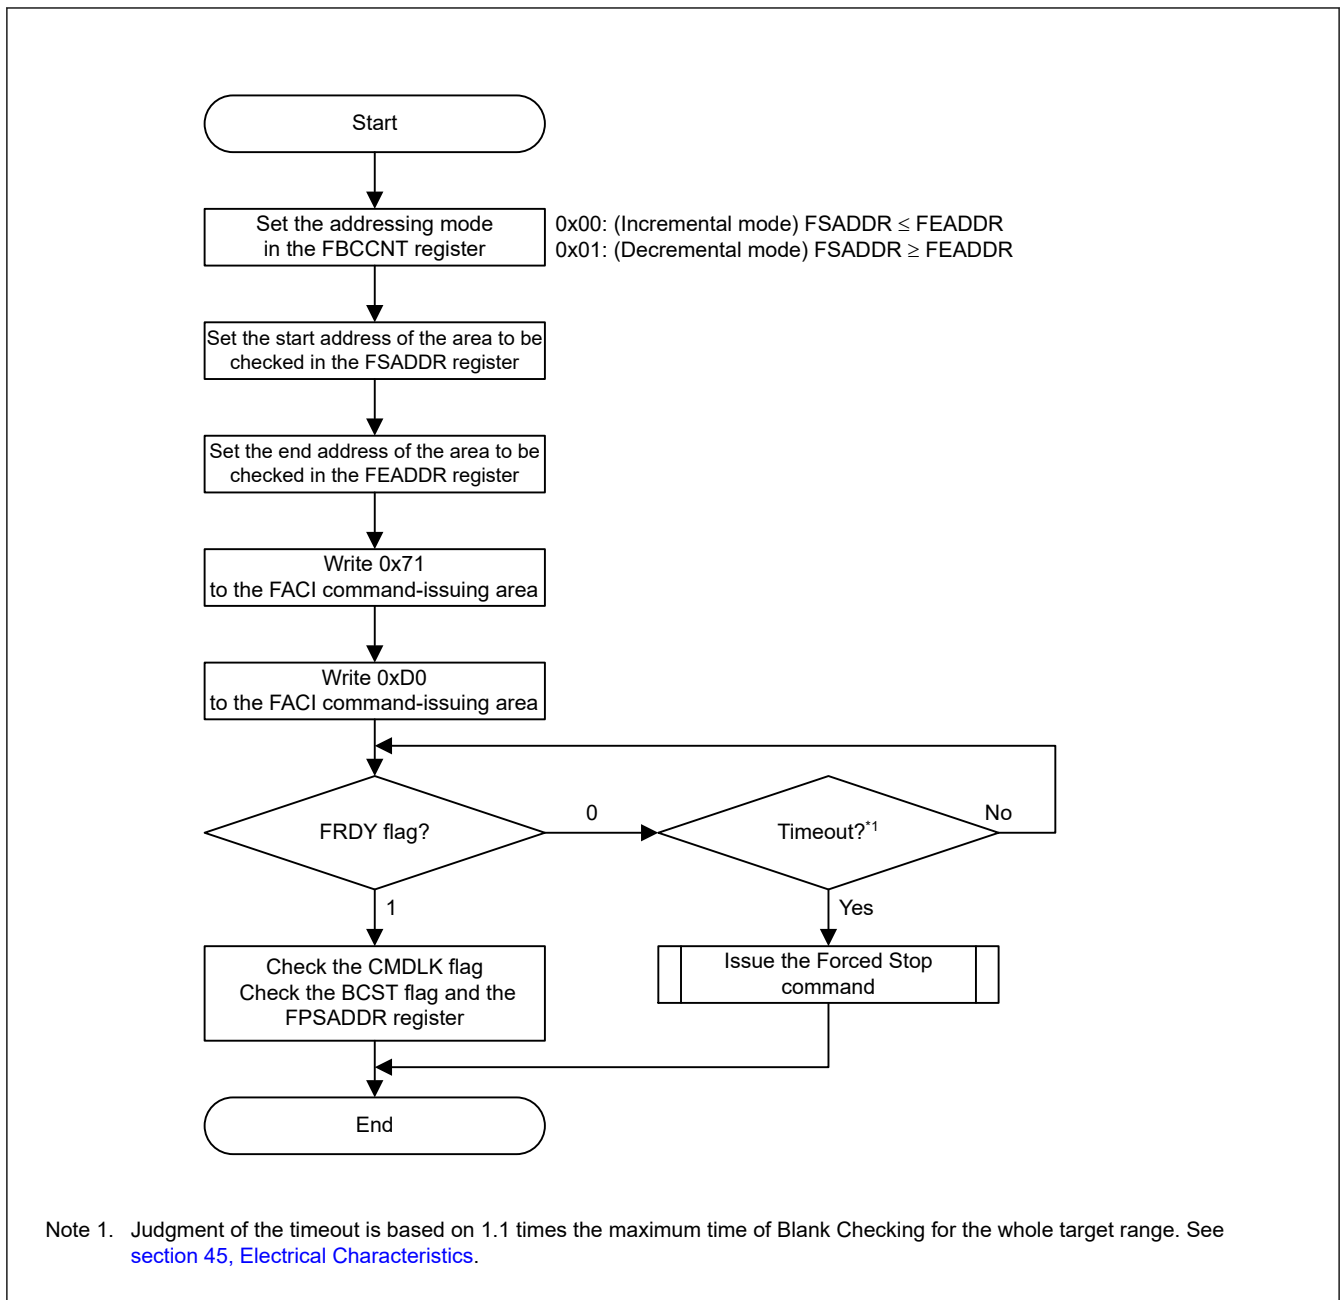 Start
Set the addressing mode
in the FBCCNT register
0x00: (Incremental mode) FSADDR ≤ FEADDR
0x01: (Decremental mode) FSADDR ≥ FEADDR
Set the start address of the area to be
checked in the FSADDR register
Set the end address of the area to be
checked in the FEADDR register
Write 0x71
to the FACI command-issuing area
Write 0xD0
to the FACI command-issuing area
FRDY flag?
0
Timeout?*1
No
1
Yes
Check the CMDLK flag
Check the BCST flag and the
FPSADDR register
Issue the Forced Stop
command
End
Note 1. Judgment of the timeout is based on 1.1 times the maximum time of Blank Checking for the whole target range. See
section 45, Electrical Characteristics.